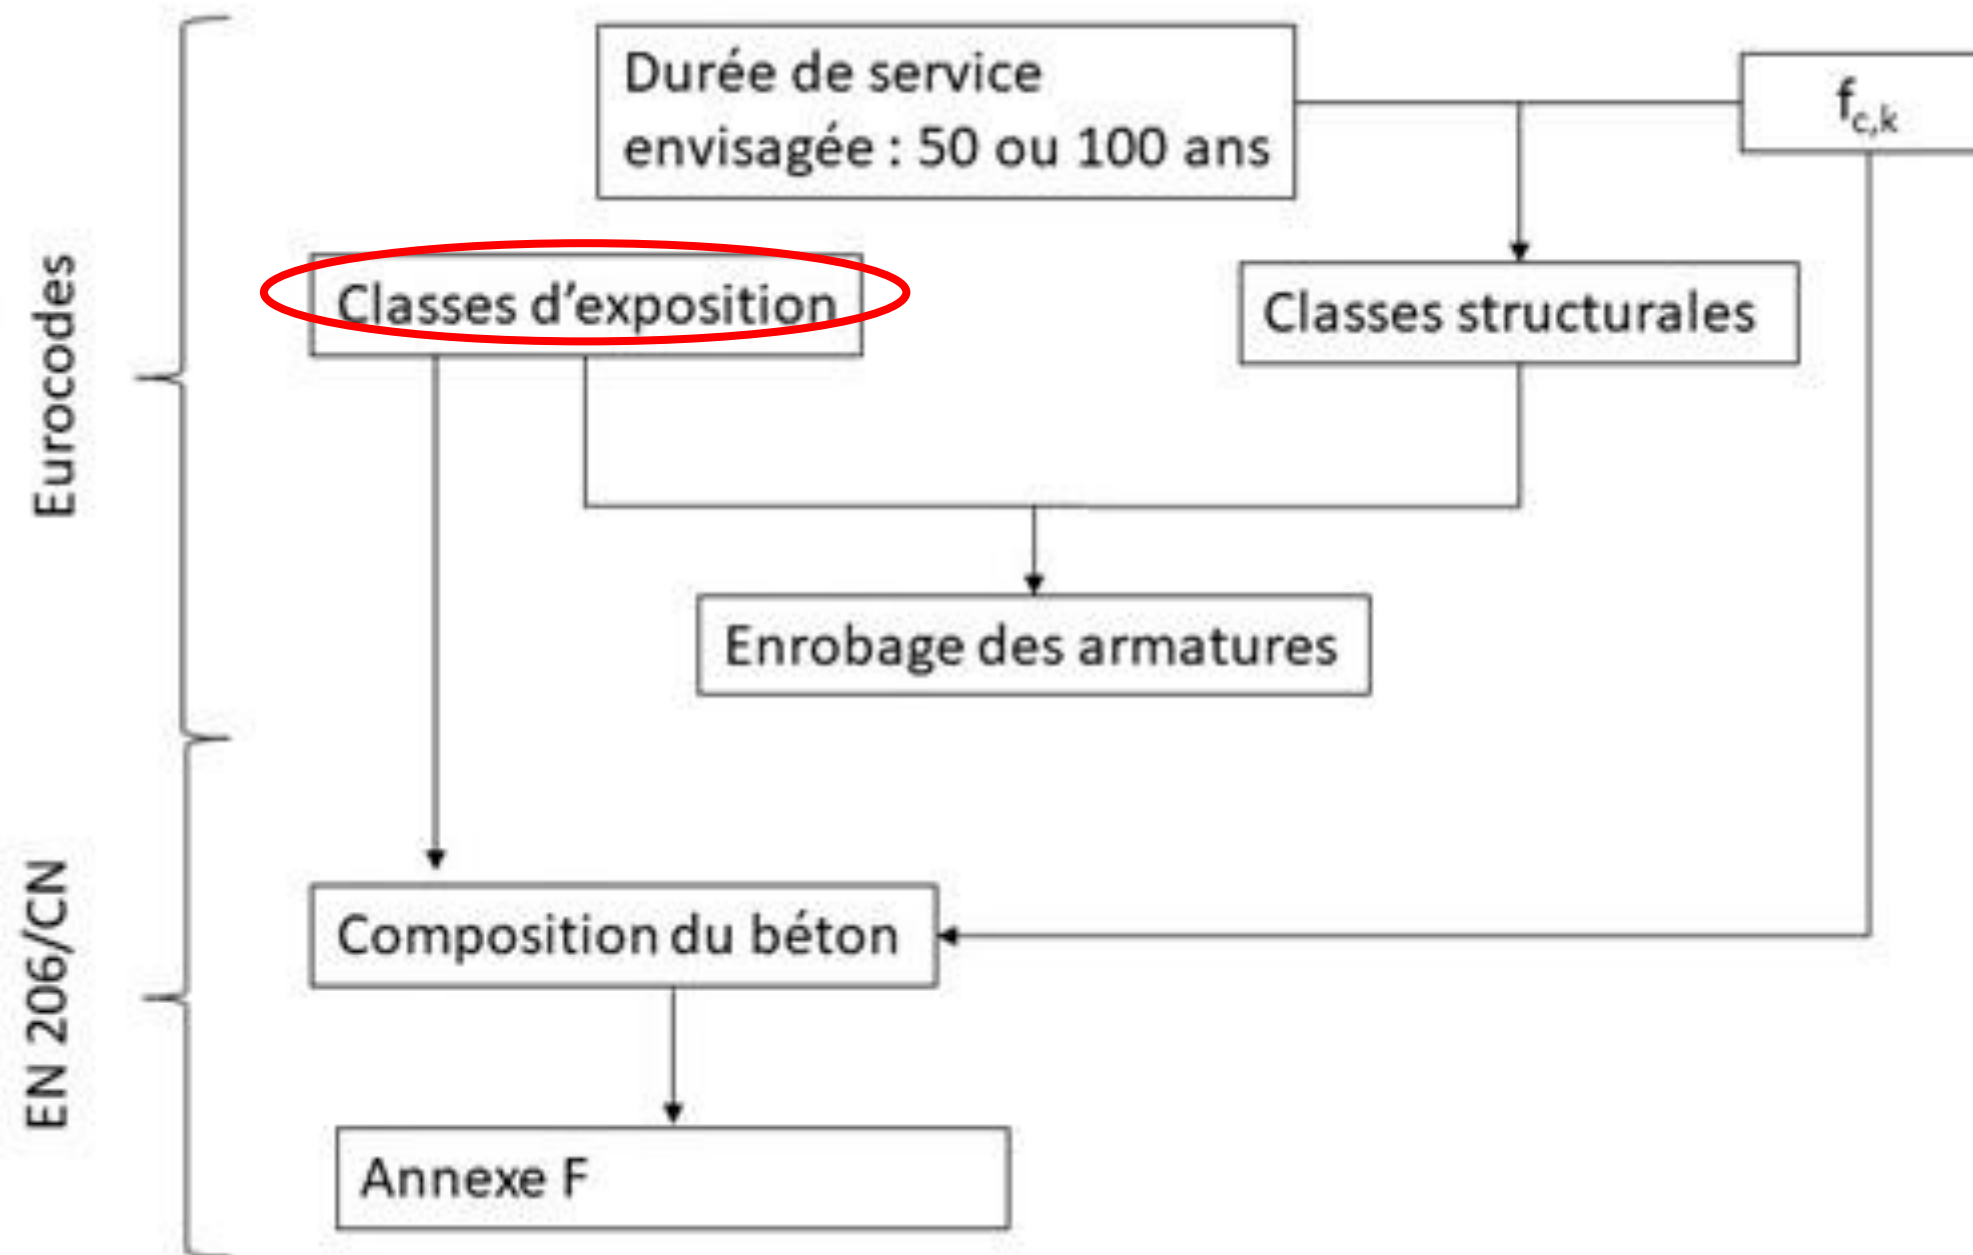 Durée de service
envisagée : 50 ou 100 ans
f c,k
Classes d'exposition
Classes structurales
Eurocodes
Enrobage des armatures
EN 206/CN
Composition du béton
Annexe F